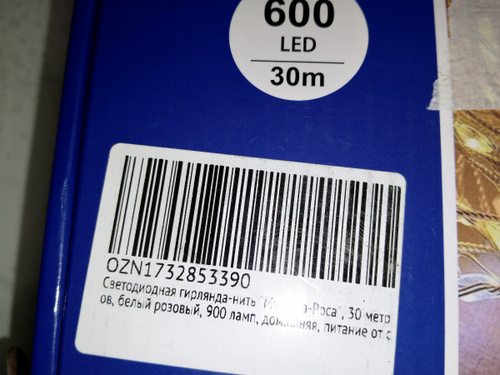 600
LED
30m
OZN1732853390
Светодиодная гирлянда-нить "М Роса", 30 метр
ов, белый розовый, 900 ламп, домашняя, питание от с